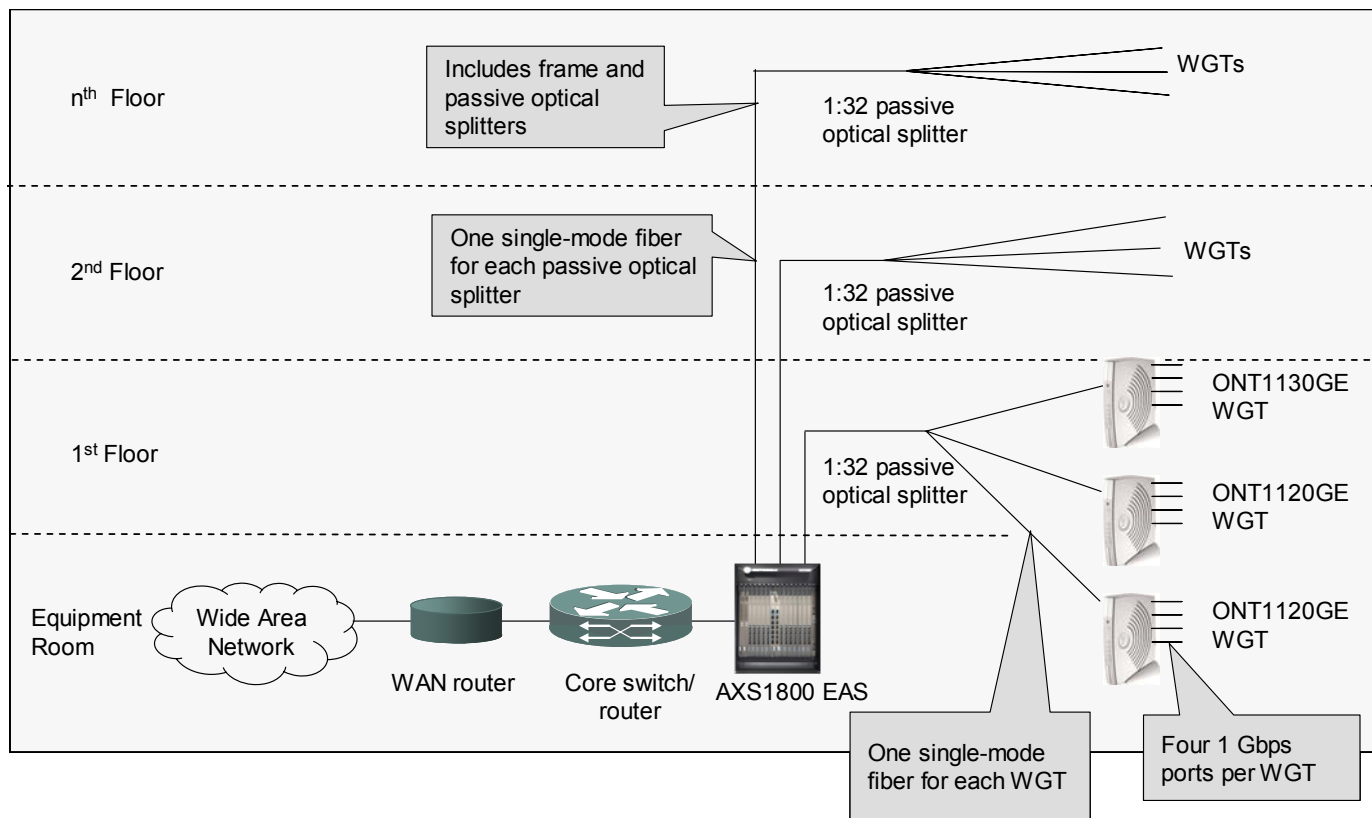 nth Floor
Includes frame and
passive optical
splitters
WGTs
1:32 passive
optical splitter
2nd Floor
One single-mode fiber
for each passive optical
splitter
WGTs
1:32 passive
optical splitter
1st Floor
1:32 passive
optical splitter
ONT1130GE
WGT
ONT1120GE
WGT
ONT1120GE
WGT
Equipment
Room
Wide Area
Network
WAN router
Core switch/
router
AXS1800 EAS
One single-mode
fiber for each WGT
Four 1 Gbps
ports per WGT